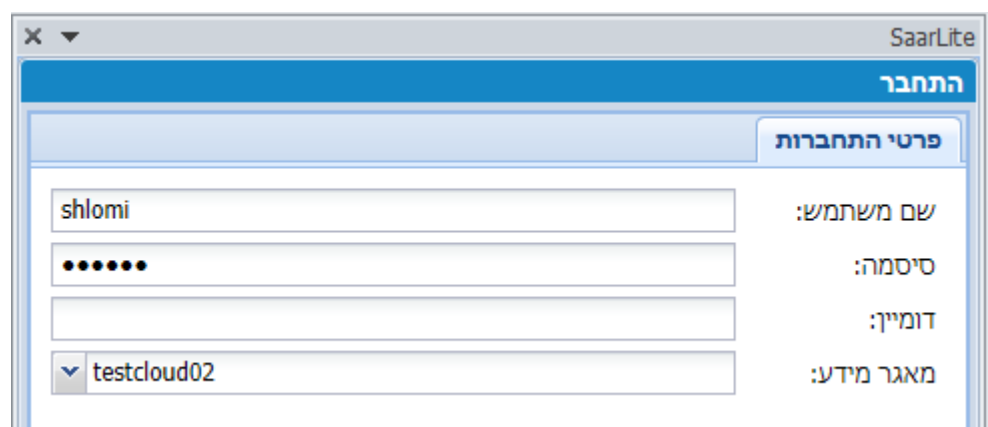 SaarLite
התחבר
פרטי התחברות
שם משתמש: shlomi
סיסמה: ••••••
דומיין:
מאגר מידע: testcloud02